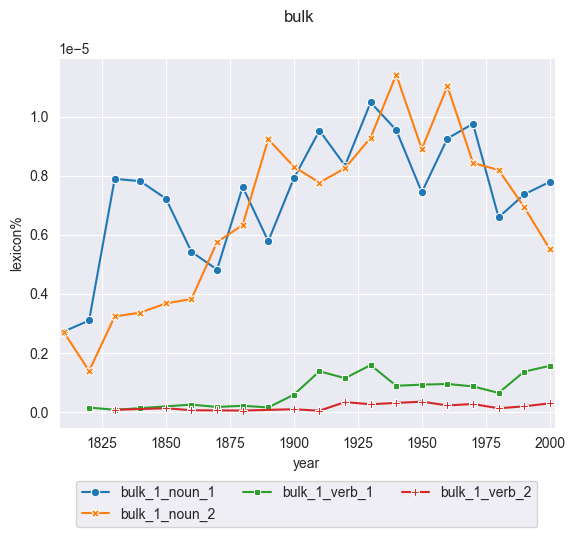 bulk
1e−5
1.0
0.8
0.6
0.4
0.2
0.0
lexicon%
1825 1850 1875 1900 1925 1950 1975 2000
year
bulk_1_noun_1 bulk_1_verb_1 bulk_1_verb_2
bulk_1_noun_2